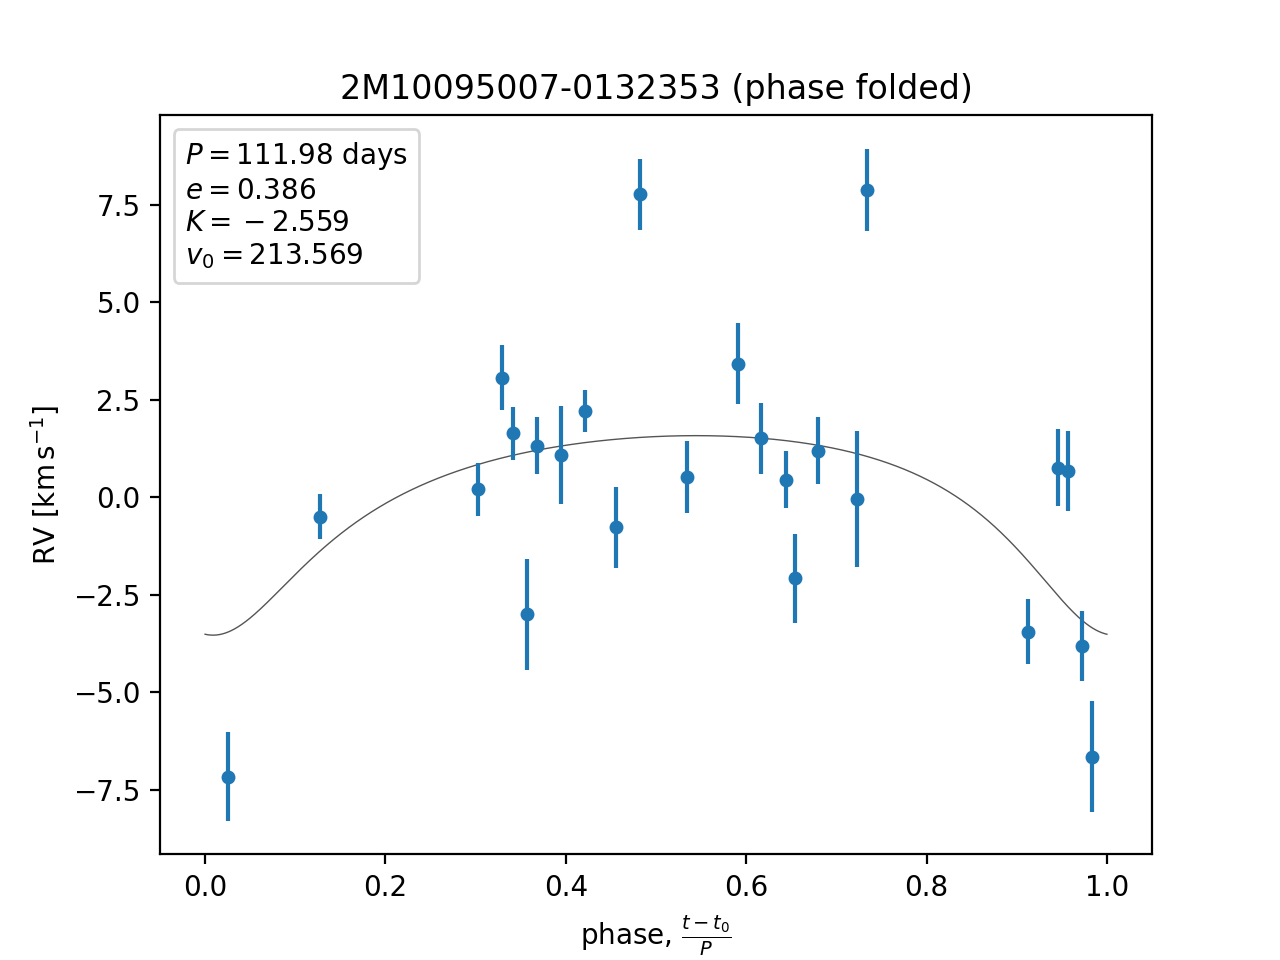 2M10095007-0132353 (phase folded)
P = 111.98 days
e = 0.386
K = −2.559
v₀ = 213.569
7.5
5.0
2.5
0.0
−2.5
−5.0
−7.5
RV [km s⁻¹]
0.0 0.2 0.4 0.6 0.8 1.0
phase, (t − t₀)/P